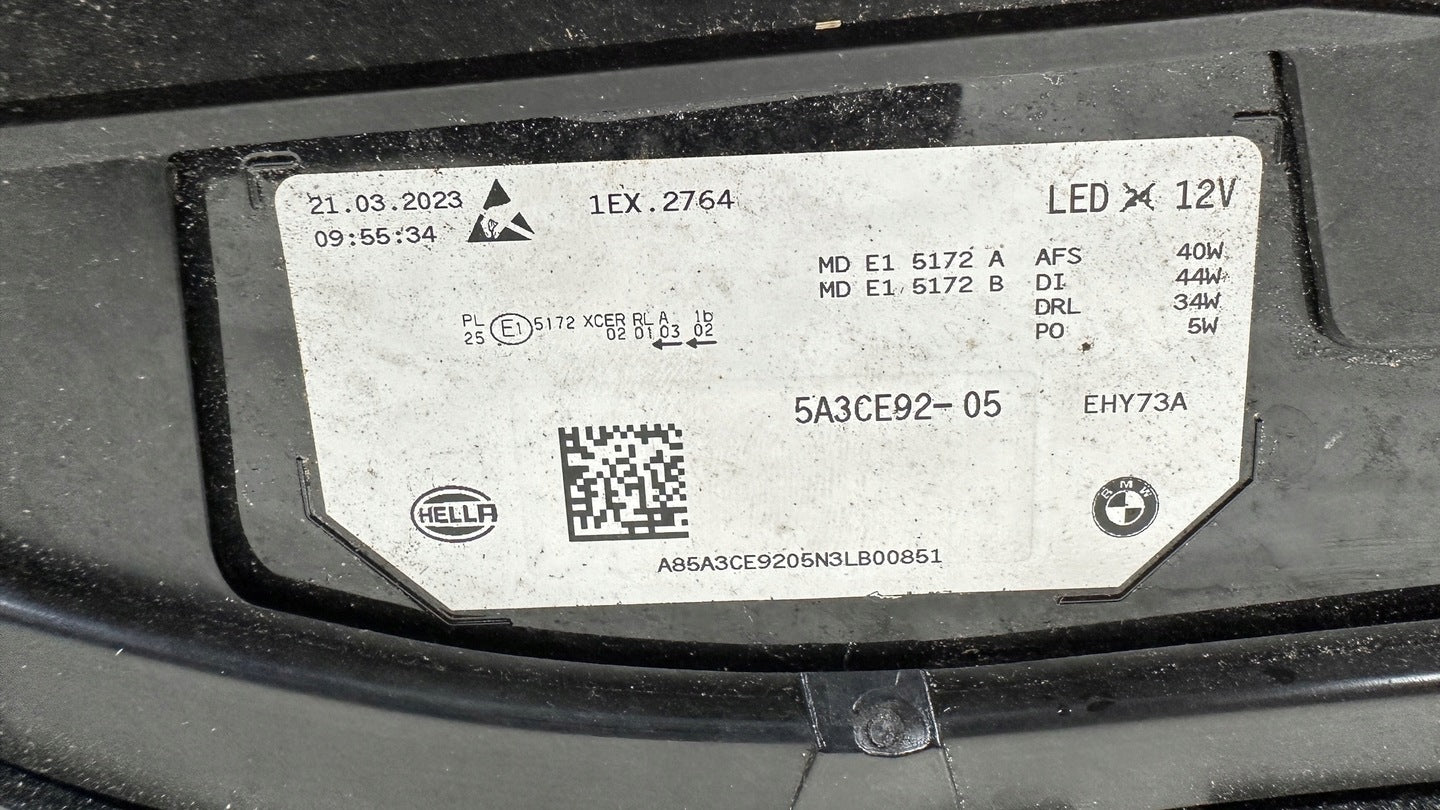 21.03.2023
09:55:34
1EX.2764
LED 24 12V
MD E1 5172 A
MD E1 5172 B
AFS 40W
DI 44W
DRL 34W
PO 5W
PL E1 5172 XCER RL A 1b
25 02 01 03 02
5A3CE92-05
EHY73A
HELLA
BMW
A85A3CE9205N3LB00851